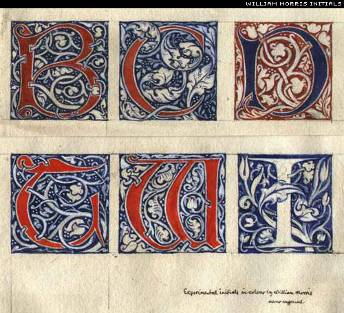 WILLIAM MORRIS INITIALS
B C D
I
Experimental initials in colour by William Morris
never engraved.